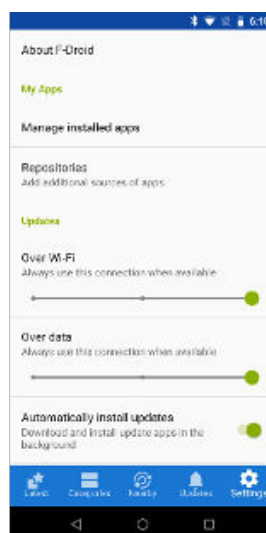 6:10
About F-Droid
My Apps
Manage installed apps
Repositories
Add additional sources of apps
Updates
Over Wi-Fi
Always use this connection when available
Over data
Always use this connection when available
Automatically install updates
Download and install update apps in the
background
Latest
Categories
Nearby
Updates
Settings